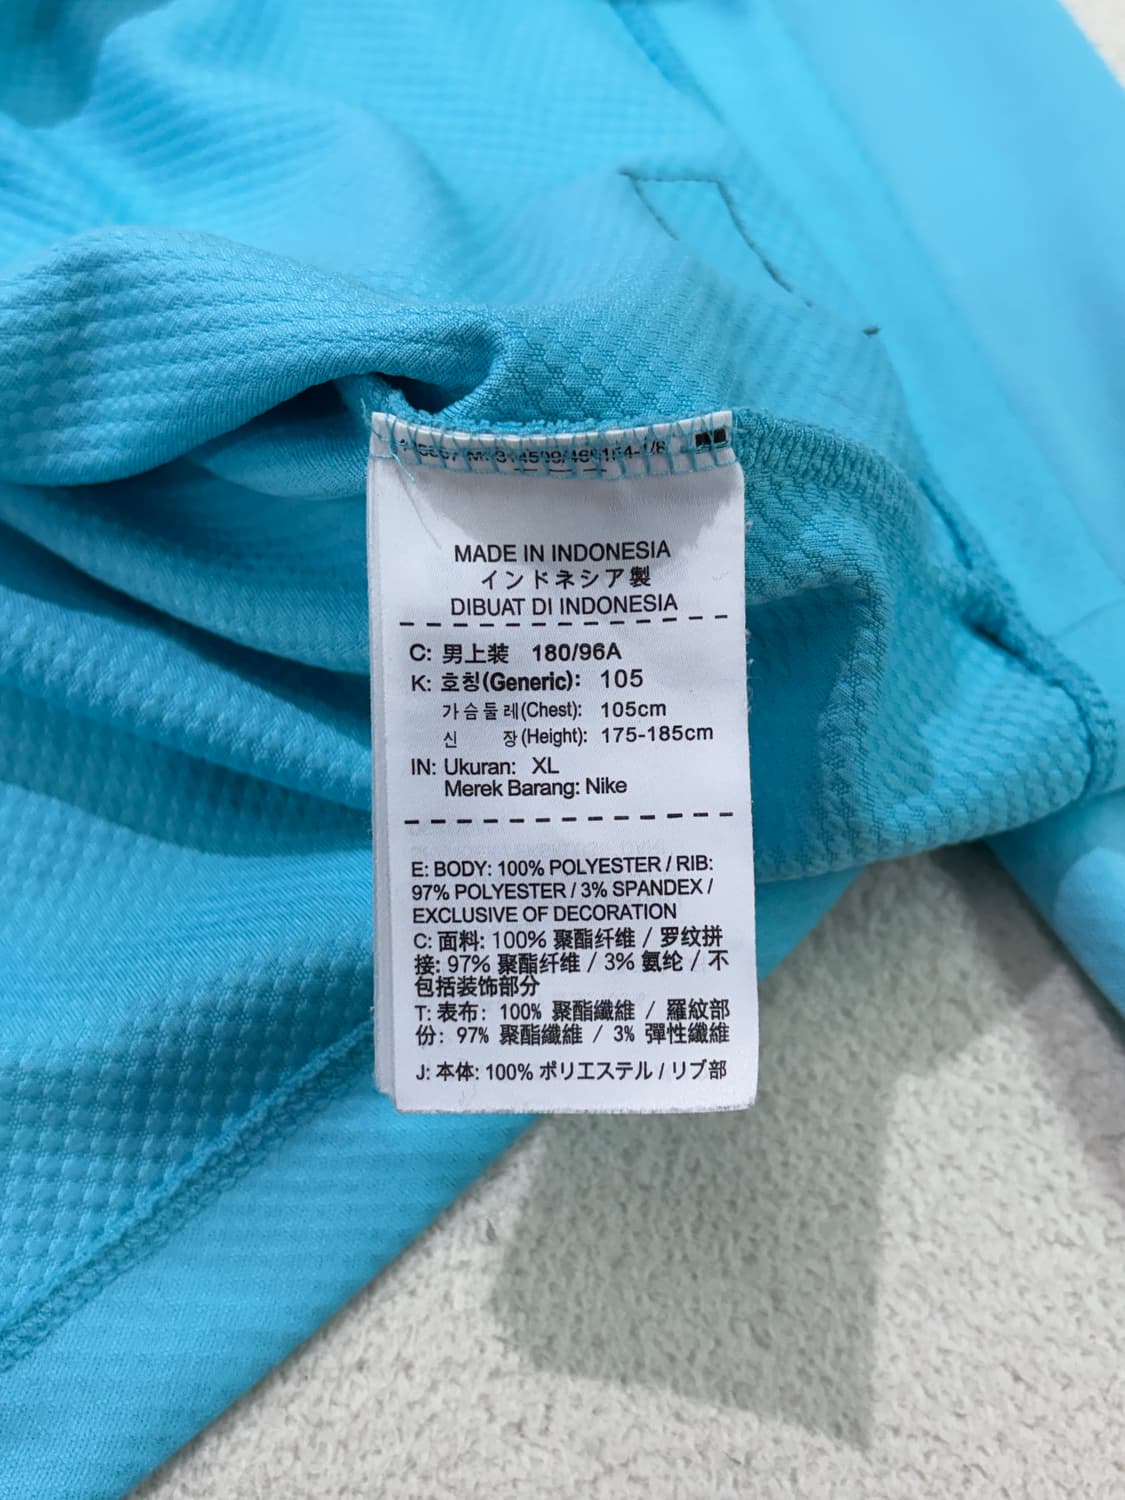 MADE IN INDONESIA
インドネシア製
DIBUAT DI INDONESIA
C: 男上装 180/96A
K: 호칭(Generic): 105
가슴둘레(Chest): 105cm
신 장(Height): 175-185cm
IN: Ukuran: XL
Merek Barang: Nike
E: BODY: 100% POLYESTER / RIB:
97% POLYESTER / 3% SPANDEX /
EXCLUSIVE OF DECORATION
C: 面料: 100% 聚酯纤维 / 罗纹拼
接: 97% 聚酯纤维 / 3% 氨纶 / 不
包括装饰部分
T: 表布: 100% 聚酯纖維 / 羅紋部
份: 97% 聚酯纖維 / 3% 彈性纖維
J: 本体: 100% ポリエステル / リブ部